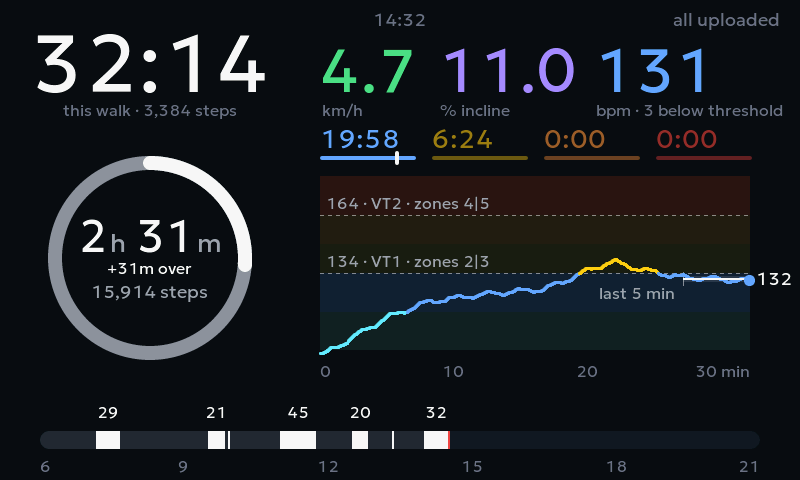 14:32
all uploaded
32:14
4.7
11.0
131
this walk · 3,384 steps
km/h
% incline
bpm · 3 below threshold
19:58
6:24
0:00
0:00
164 · VT2 · zones 4|5
134 · VT1 · zones 2|3
132
last 5 min
2h 31m
+31m over
15,914 steps
0
10
20
30 min
29
21
45
20
32
6
9
12
15
18
21